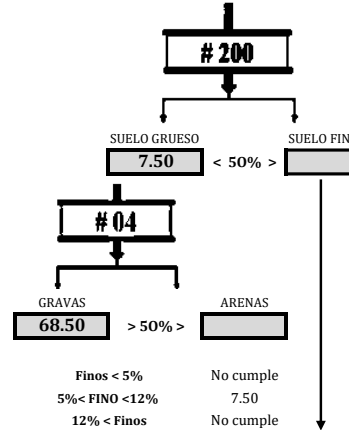 # 200
SUELO GRUESO SUELO FIN
7.50 < 50% >
# 04
GRAVAS ARENAS
68.50 > 50% >
Finos < 5% No cumple
5%< FINO <12% 7.50
12% < Finos No cumple